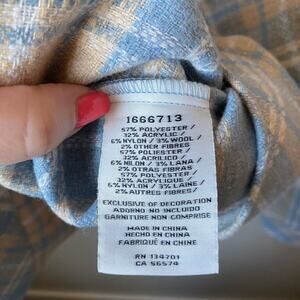 1666713
57% POLYESTER /
32% ACRYLIC /
6% NYLON / 3% WOOL /
2% OTHER FIBRES
57% POLIESTER /
32% ACRILICO /
6% NILON / 3% LANA /
2% OTRAS FIBRAS
57% POLYESTER /
32% ACRYLIQUE /
6% NYLON / 3% LAINE /
2% AUTRES FIBRES/
EXCLUSIVE OF DECORATION
ADORNO NO INCLUIDO
GARNITURE NON COMPRISE
MADE IN CHINA
HECHO EN CHINA
FABRIQUÉ EN CHINE
RN 134701
CA 56574